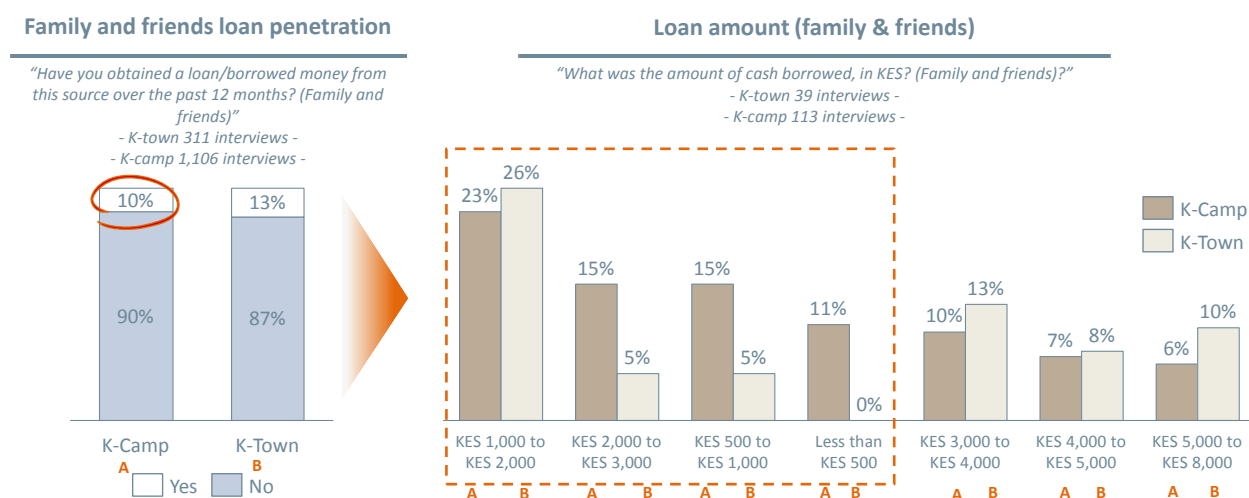 Family and friends loan penetration
"Have you obtained a loan/borrowed money from
this source over the past 12 months? (Family and
friends)"
- K-town 311 interviews -
- K-camp 1,106 interviews -
10%
13%
90%
87%
K-Camp
K-Town
A
B
Yes
No
Loan amount (family & friends)
"What was the amount of cash borrowed, in KES? (Family and friends)?"
- K-town 39 interviews -
- K-camp 113 interviews -
K-Camp
K-Town
23%
26%
15%
5%
15%
5%
11%
0%
10%
13%
7%
8%
6%
10%
KES 1,000 to
KES 2,000
KES 2,000 to
KES 3,000
KES 500 to
KES 1,000
Less than
KES 500
KES 3,000 to
KES 4,000
KES 4,000 to
KES 5,000
KES 5,000 to
KES 8,000
A B A B A B A B A B A B A B